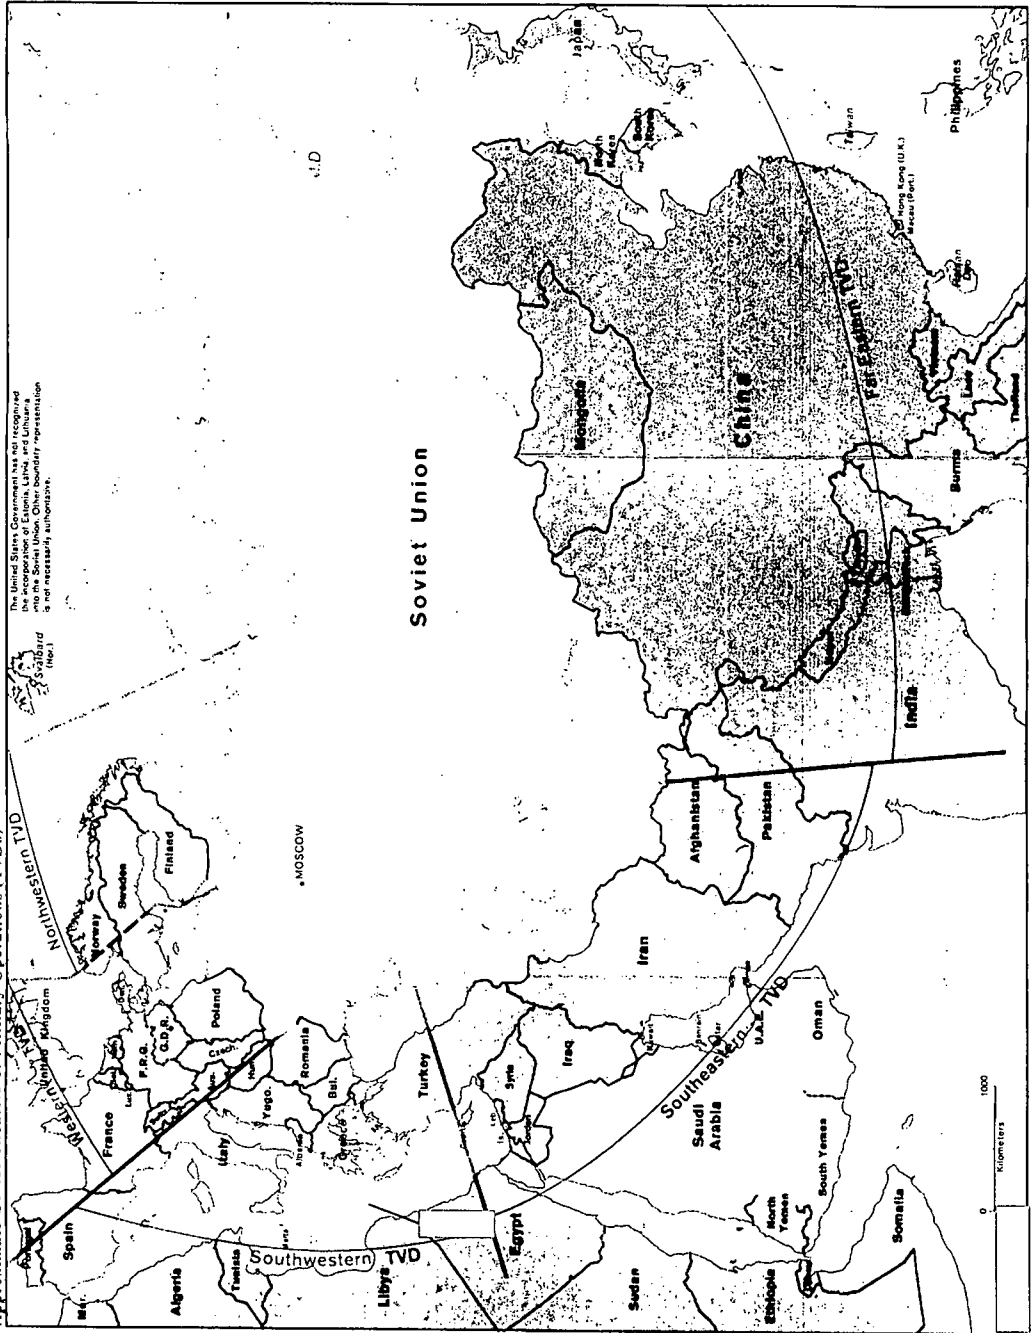 The United States Government has not recognized
the incorporation of Estonia, Latvia, and Lithuania
into the Soviet Union. Other boundary representation
is not necessarily authoritative.
Svalbard
(Nor.)
Northwestern TVD
Western TVD
Southwestern TVD
Southeastern TVD
Far Eastern TVD
Soviet Union
MOSCOW
Norway
Sweden
Finland
United Kingdom
Poland
G.D.R.
F.R.G.
Czech.
France
Romania
Bul.
Yugo.
Italy
Albania
Greece
Spain
Portugal
Algeria
Tunisia
Malta
Libya
Egypt
Sudan
Ethiopia
Somalia
Turkey
Syria
Iraq
Iran
Kuwait
Saudi
Arabia
U.A.E.
Oman
North
Yemen
South Yemen
Afghanistan
Pakistan
India
Mongolia
China
North
Korea
South
Korea
Japan
Taiwan
Hong Kong (U.K.)
Macau (Port.)
Philippines
Vietnam
Laos
Thailand
Burma
0
1000
Kilometers